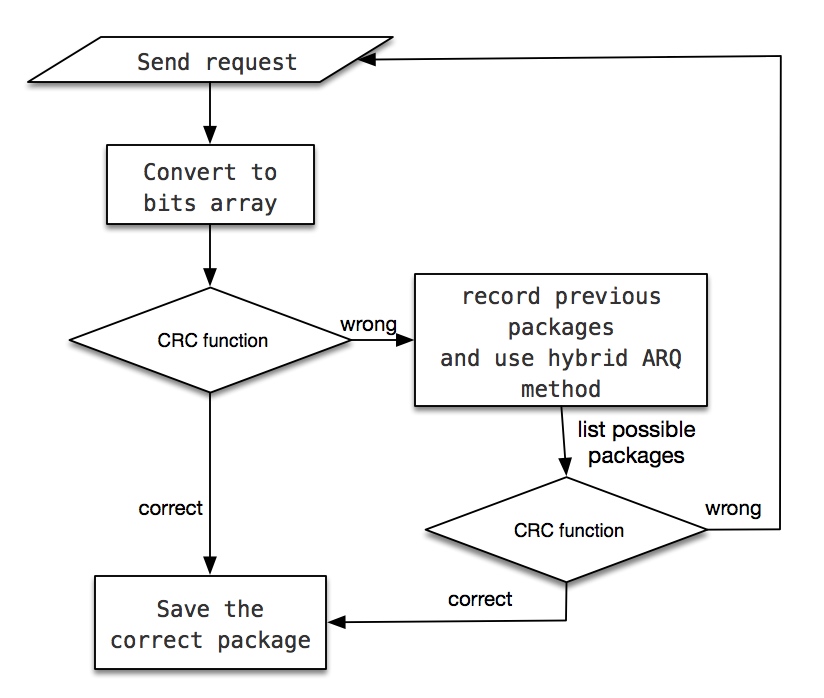 Send request
Convert to
bits array
CRC function
wrong
record previous
packages
and use hybrid ARQ
method
list possible
packages
CRC function
wrong
correct
correct
Save the
correct package